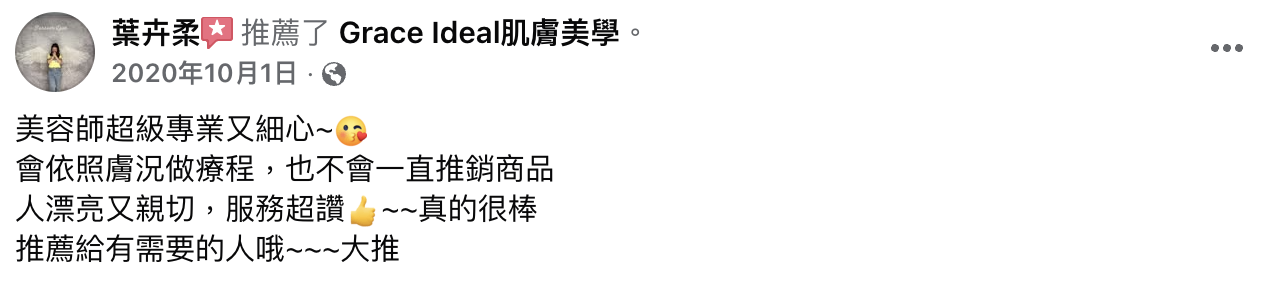 葉卉柔 推薦了 Grace Ideal肌膚美學。
2020年10月1日 ·
美容師超級專業又細心~😘
會依照膚況做療程，也不會一直推銷商品
人漂亮又親切，服務超讚👍~~真的很棒
推薦給有需要的人哦~~~大推